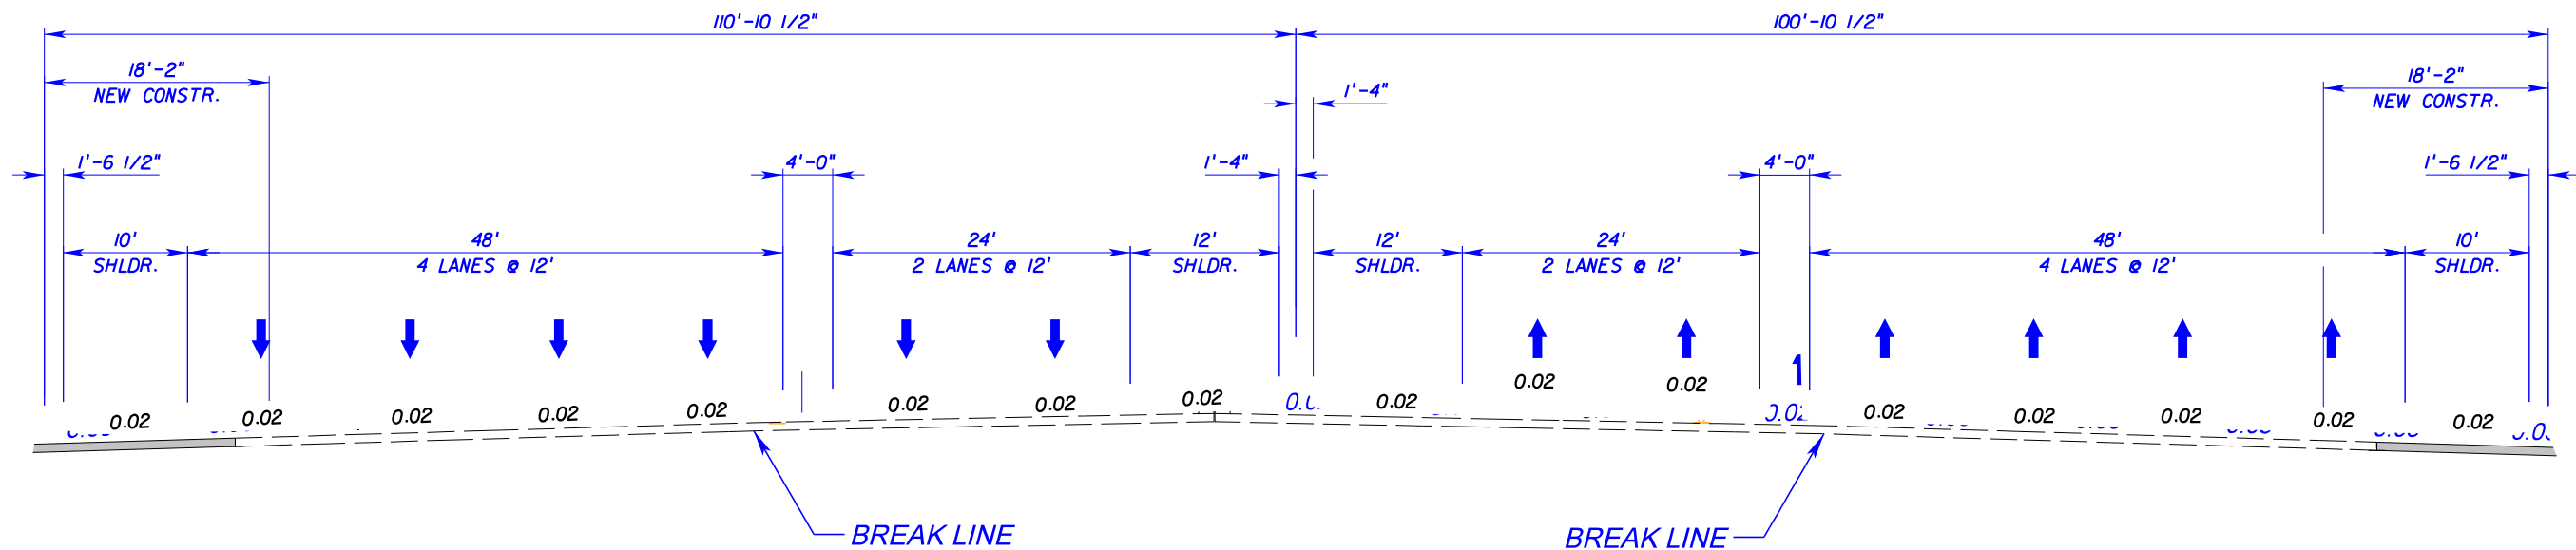 110'-10 1/2" 100'-10 1/2"
18'-2" 18'-2"
NEW CONSTR. 1'-4" NEW CONSTR.
1'-6 1/2" 4'-0" 1'-4" 4'-0" 1'-6 1/2"
10' 48' 24' 12' 12' 24' 48' 10'
SHLDR. 4 LANES @ 12' 2 LANES @ 12' SHLDR. SHLDR. 2 LANES @ 12' 4 LANES @ 12' SHLDR.
0.02 0.02 0.02 0.02 0.02 0.02 0.02 0.02 0.02 0.02 0.02 0.02 0.02 0.02 0.02 0.02
BREAK LINE BREAK LINE